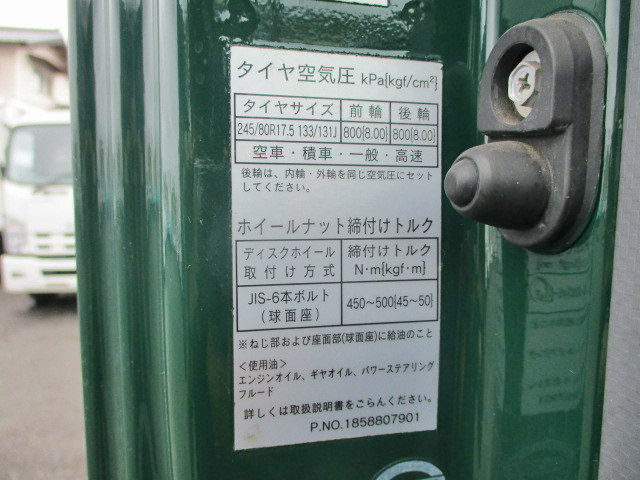 タイヤ空気圧 kPa{kgf/cm²}
タイヤサイズ 前輪 後輪
245/80R17.5 133/131J 800{8.00} 800{8.00}
空車・積車・一般・高速
後輪は、内輪・外輪を同じ空気圧にセット
してください。
ホイールナット締付けトルク
ディスクホイール 締付けトルク
取付け方式 N・m{kgf・m}
JIS-6本ボルト 450～500{45～50}
（球面座）
※ねじ部および座面部(球面座)に給油のこと
＜使用油＞
エンジンオイル、ギヤオイル、パワーステアリング
フルード
詳しくは取扱説明書をごらんください。
P.NO.1858807901